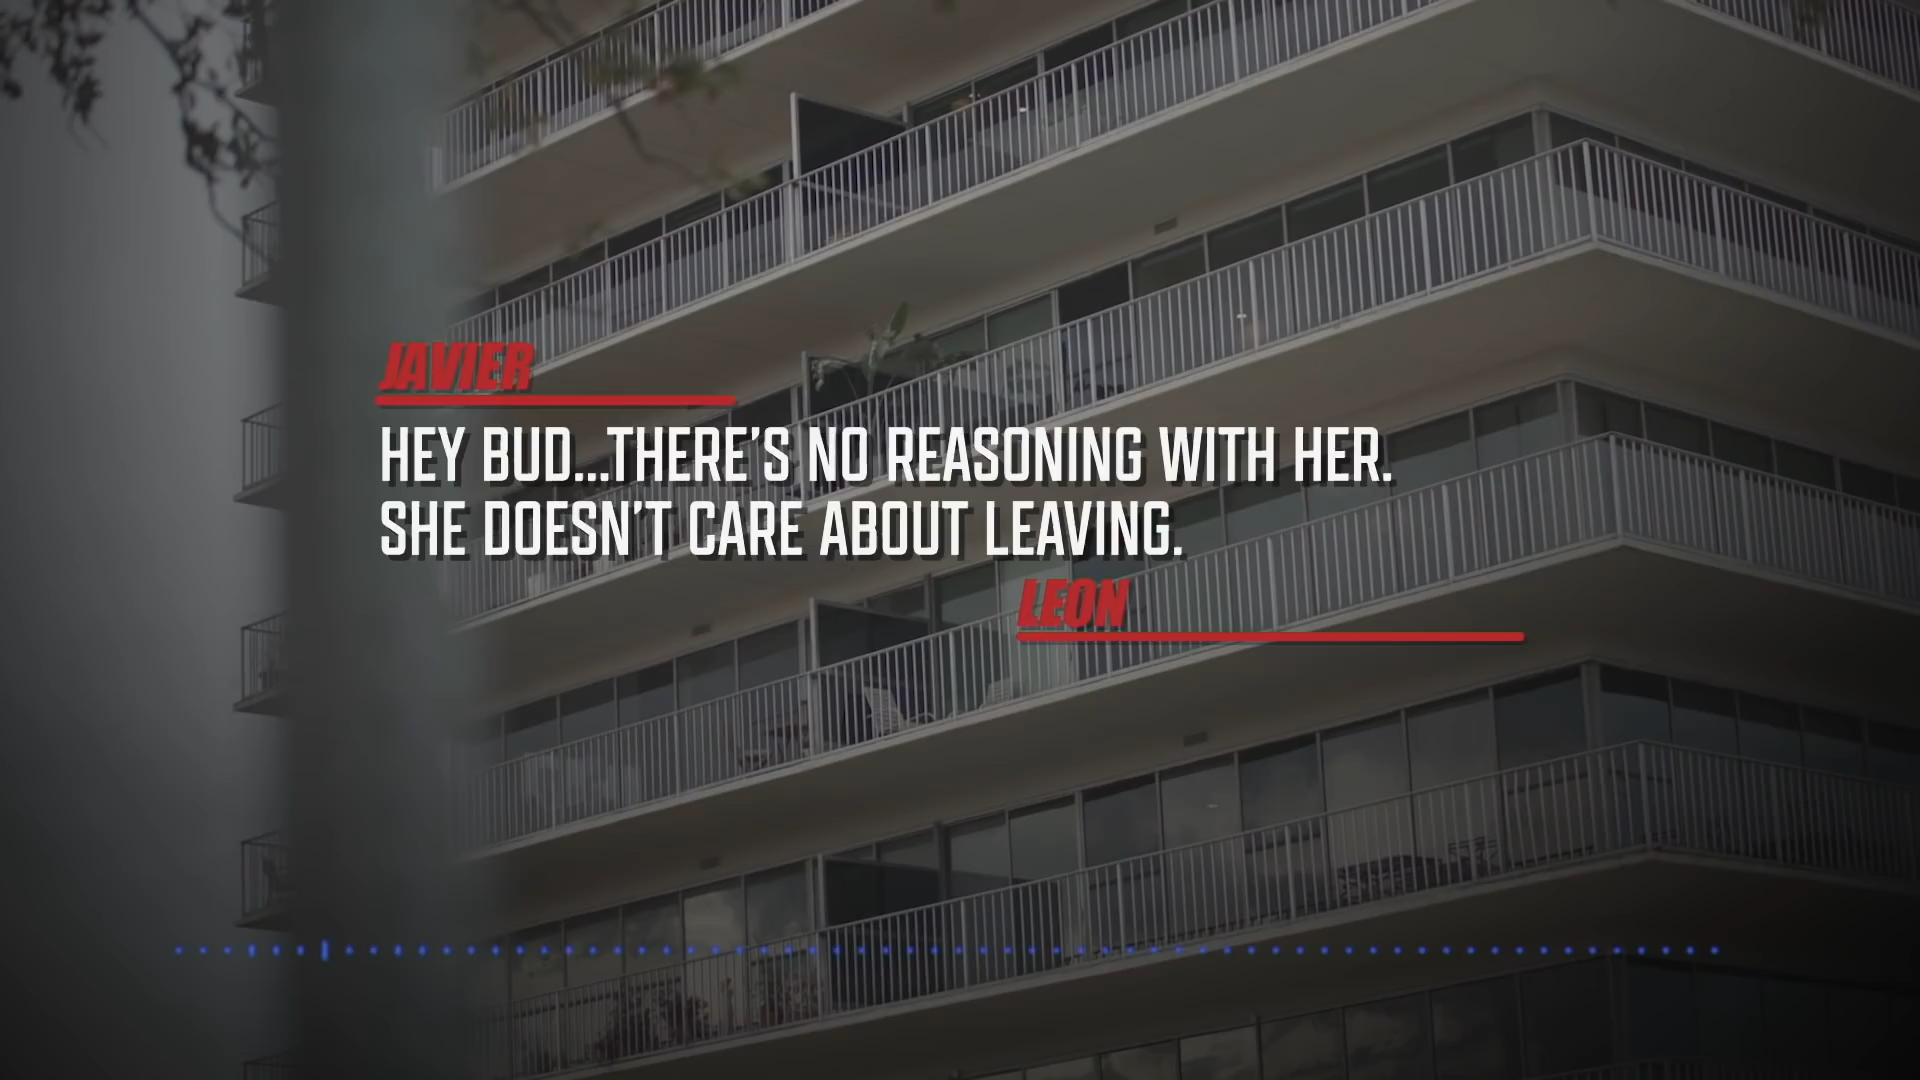 JAVIER
HEY BUD...THERE'S NO REASONING WITH HER.
SHE DOESN'T CARE ABOUT LEAVING.
LEON